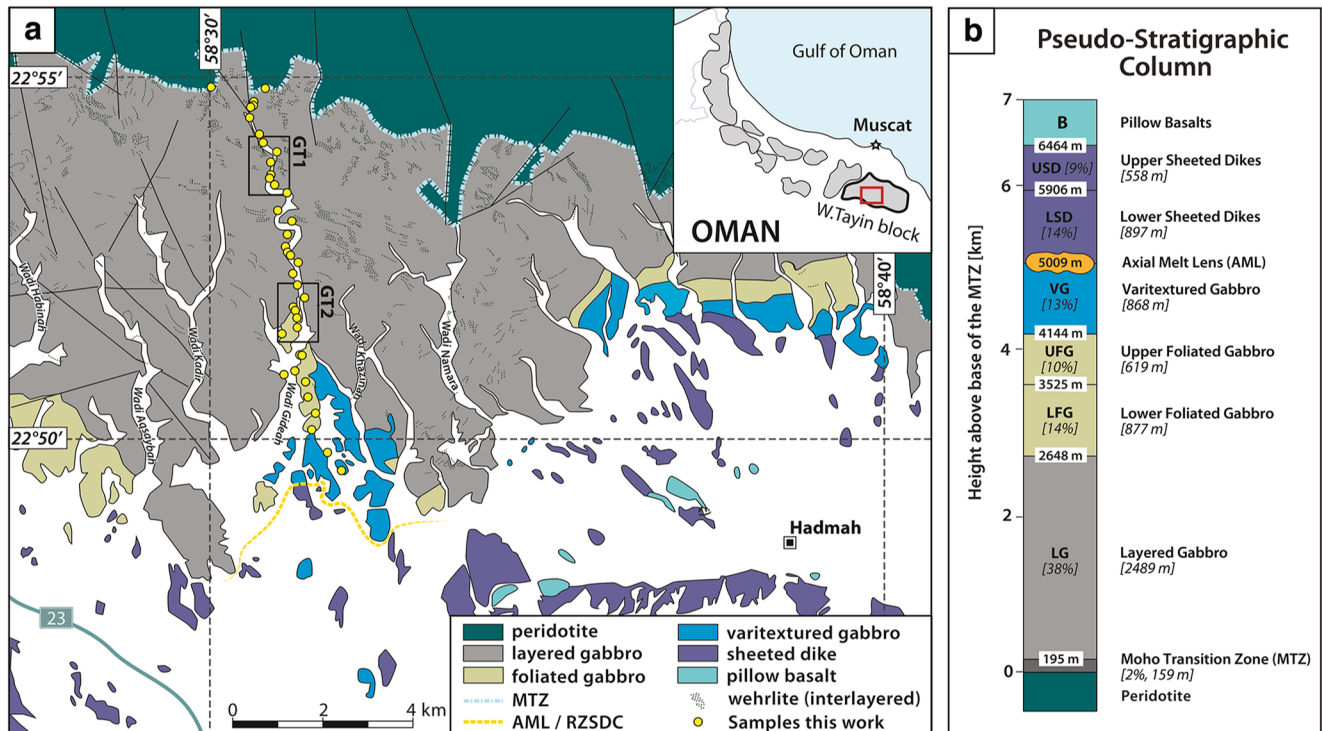 a
58°30'
22°55'
Gulf of Oman
Muscat
W.Tayin block
OMAN
GT1
GT2
58°40'
Wadi Kadir
Wadi Aqsaybah
Wadi Gideah
Wadi Khazinah
Wadi Namara
22°50'
Hadmah
23
0 2 4 km
peridotite
layered gabbro
foliated gabbro
MTZ
AML / RZSDC
varitextured gabbro
sheeted dike
pillow basalt
wehrlite (interlayered)
Samples this work
b
Pseudo-Stratigraphic
Column
Height above base of the MTZ [km]
7
B Pillow Basalts
6464 m
USD [9%] Upper Sheeted Dikes
[558 m]
6
5906 m
LSD Lower Sheeted Dikes
[14%] [897 m]
5009 m Axial Melt Lens (AML)
VG Varitextured Gabbro
[13%] [868 m]
4144 m
4
UFG Upper Foliated Gabbro
[10%] [619 m]
3525 m
LFG Lower Foliated Gabbro
[14%] [877 m]
2648 m
2
LG Layered Gabbro
[38%] [2489 m]
195 m Moho Transition Zone (MTZ)
0 [2%, 159 m]
Peridotite